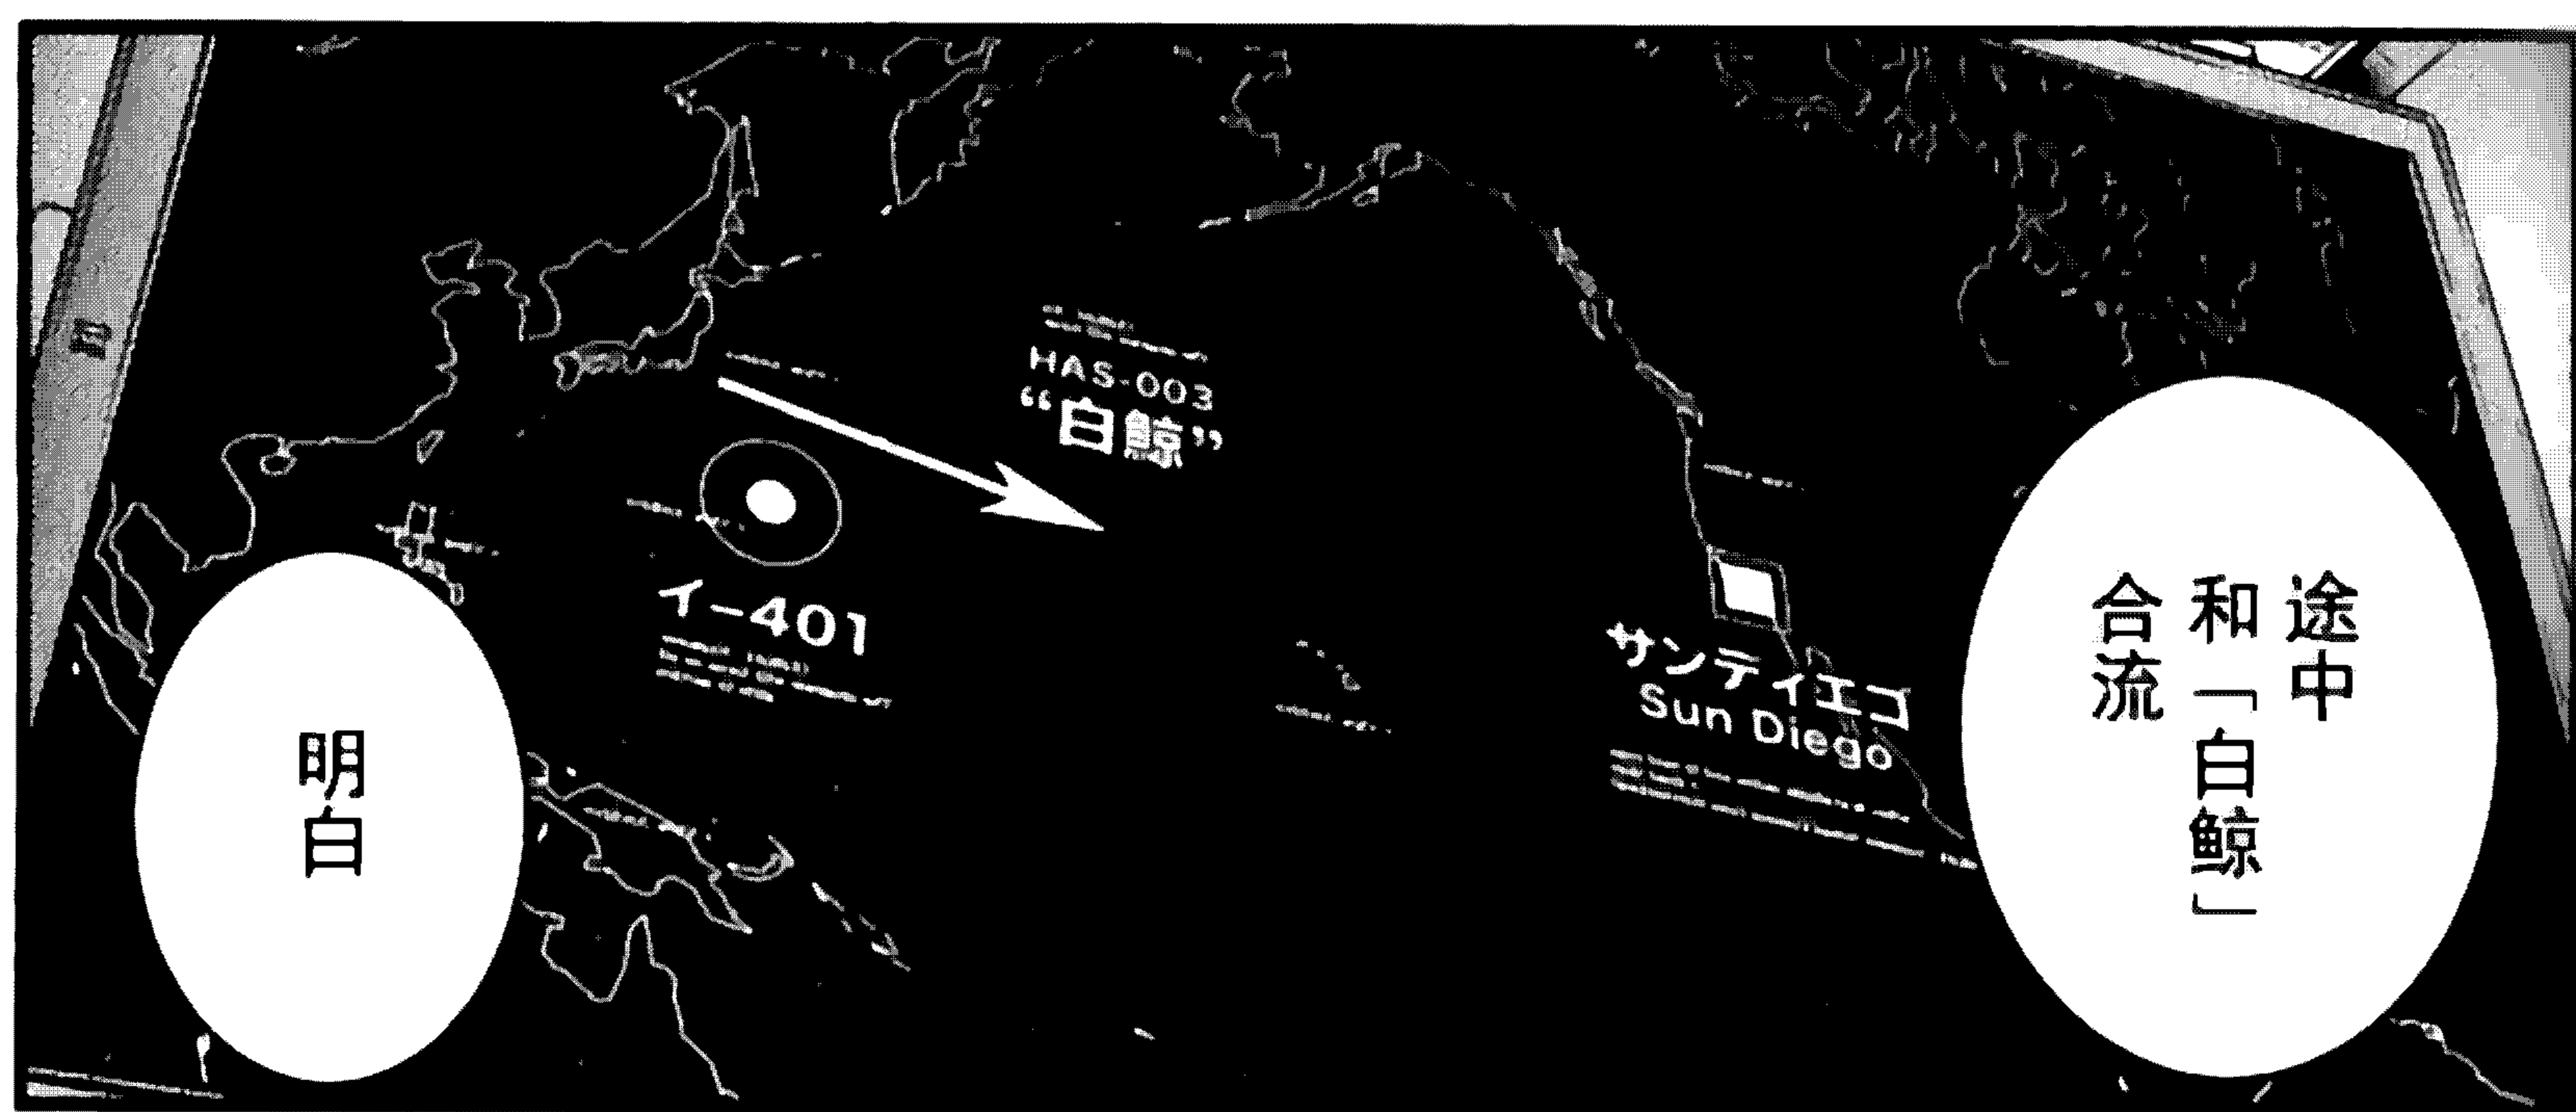 途中
和「白鲸」
合流
HAS-003
“白鯨”
イ-401
サンディエゴ
Sun Diego
明白